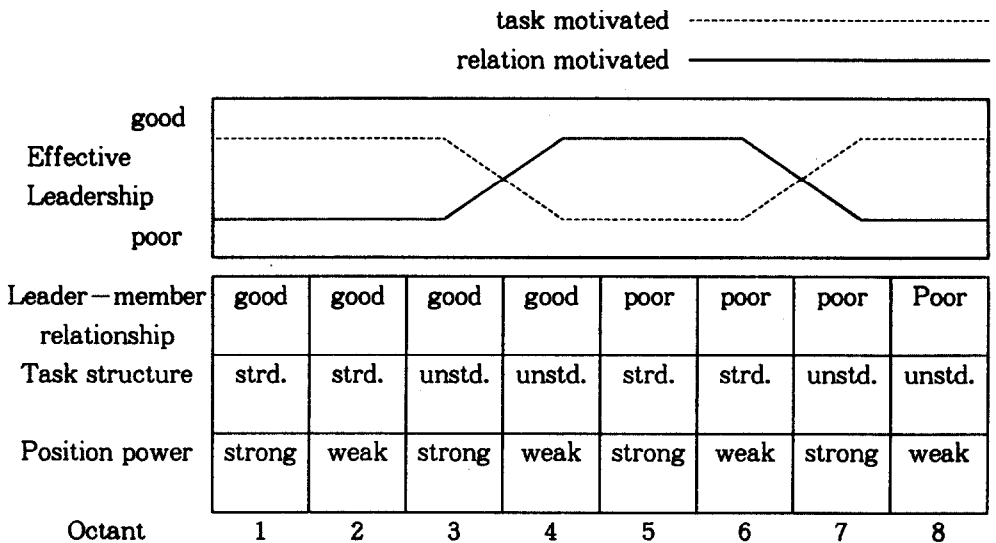 task motivated
relation motivated
good
Effective
Leadership
poor
Leader－member good good good good poor poor poor Poor
relationship
Task structure strd. strd. unstd. unstd. strd. strd. unstd. unstd.
Position power strong weak strong weak strong weak strong weak
Octant 1 2 3 4 5 6 7 8